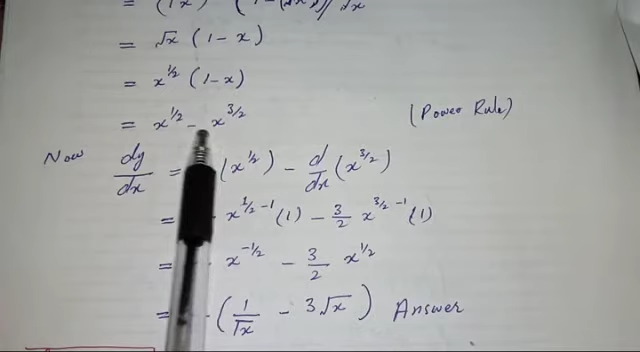 = √x (1 - x)
= x^1/2 (1-x)
= x^1/2 - x^3/2 (Power Rule)
Now dy/dx = (x^1/2) - d/dx (x^3/2)
= x^1/2-1 (1) - 3/2 x^3/2-1 (1)
= x^-1/2 - 3/2 x^1/2
= (1/√x - 3√x) Answer